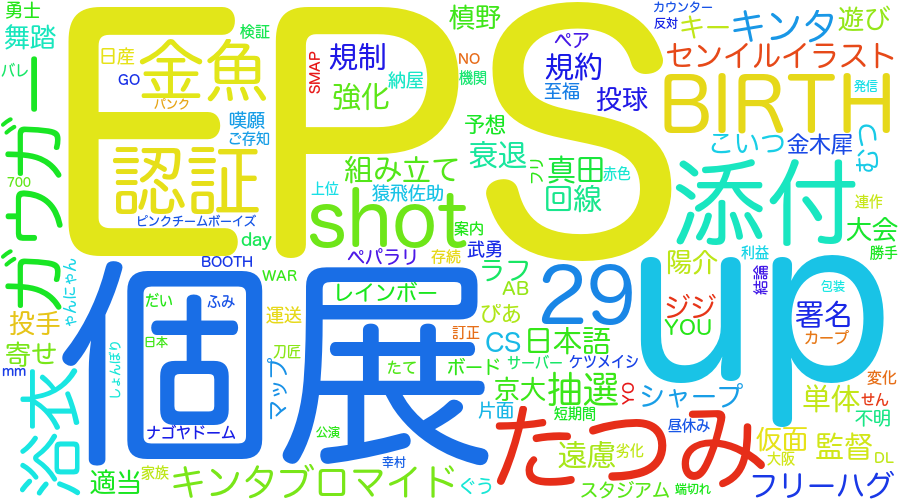 勇士
EPS
槙野
カウンター
反対
キー
キンタ
遊び
舞踏
検証
SMAP
規制
ペア
NO
機関
規約
センイルイラスト
バレ
日産
GO
金魚
バンク
強化
納屋
至福
投球
BIRTH
発信
ガウガー
嘆願
ご存知
予想
認証
組み立て
衰退
フリ
真田
赤色
こいつ
金木犀
むつ
700
上位
猿飛佐助
回線
添付
連作
ピンクチームボーイズ
shot
案内
大会
勝手
day
武勇
BOOTH
ペパラリ
存続
ゃんにゃん
WAR
ラフ
29
up
陽介
利益
結論
個展
だい
ふみ
レインボー
AB
包装
投手
運送
ぴあ
ジジ
署名
日本
訂正
CS
日本語
YOU
カープ
寄せ
しょんぼり
刀匠
mm
マップ
たて
ボード
サーバー
ケツメイシ
変化
浴衣
京大
抽選
YO
シャープ
単体
せん
片面
短期間
不明
ナゴヤドーム
公演
たつみ
昼休み
仮面
監督
幸村
遠慮
劣化
大阪
DL
適当
家族
キンタブロマイド
ぐう
スタジアム
端切れ
フリーハグ